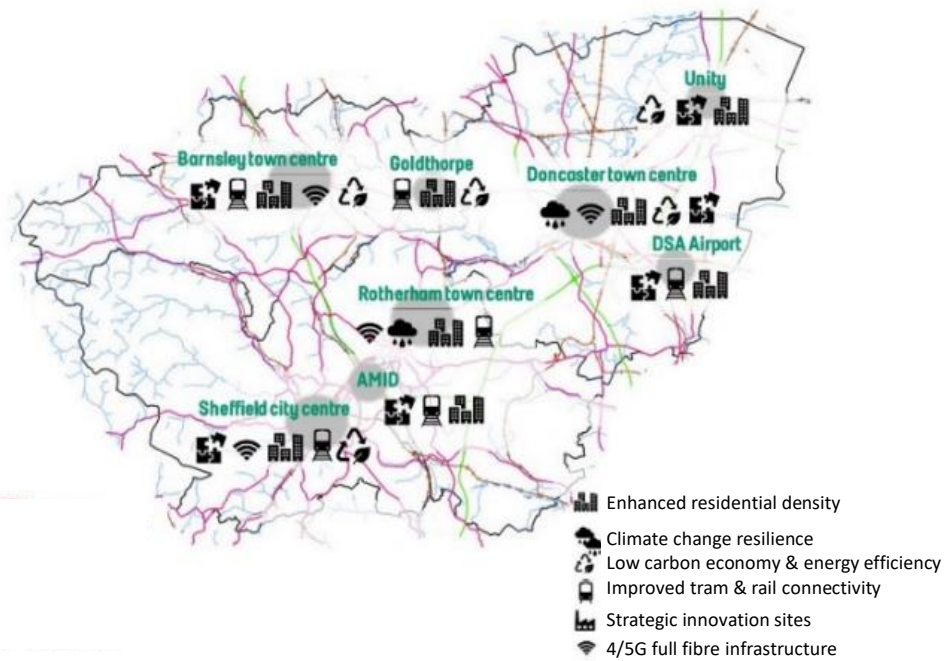 Unity
Barnsley town centre
Goldthorpe
Doncaster town centre
DSA Airport
Rotherham town centre
AMID
Sheffield city centre
Enhanced residential density
Climate change resilience
Low carbon economy & energy efficiency
Improved tram & rail connectivity
Strategic innovation sites
4/5G full fibre infrastructure